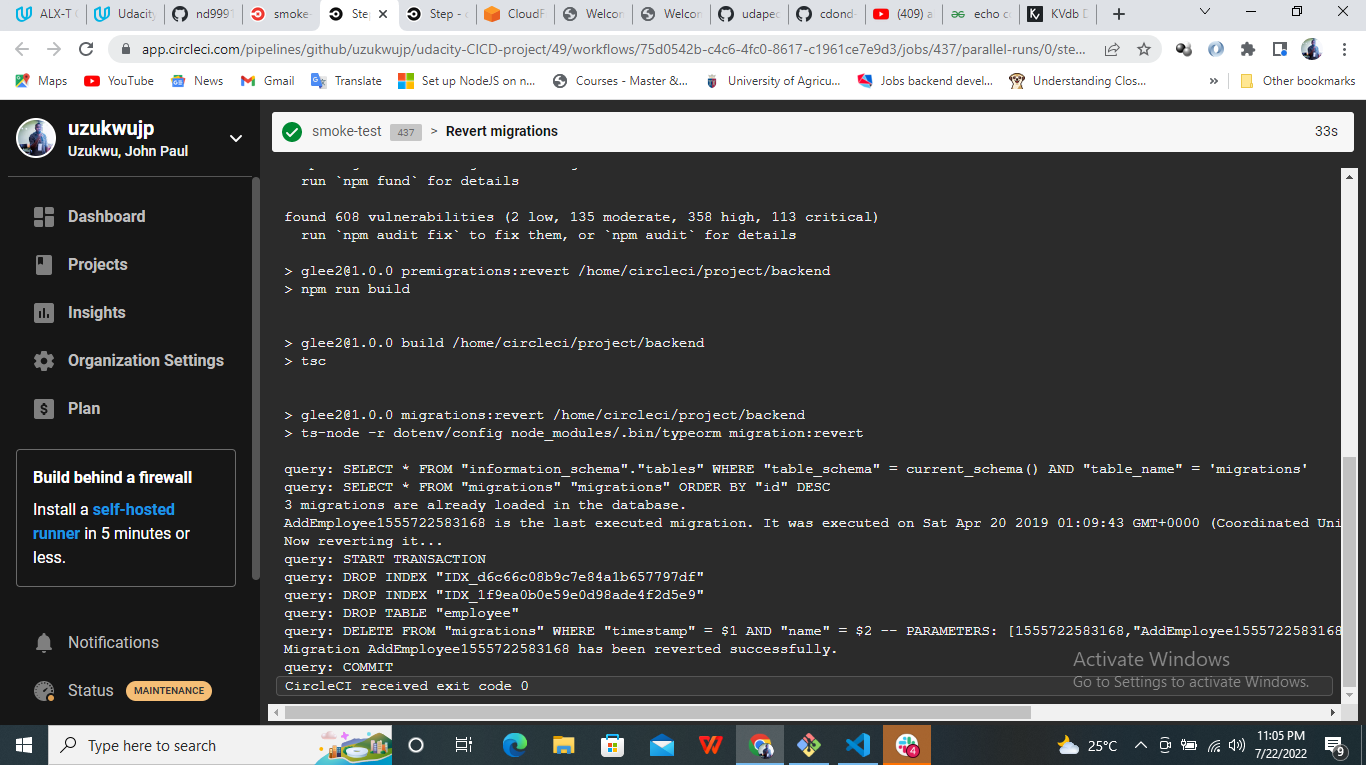 ALX-T
Udacity
nd9991
smoke-
Ste
Step -
CloudF
Welcon
Welcon
udapec
cdond-
(409) a
echo c
KVdb D
app.circleci.com/pipelines/github/uzukwujp/udacity-CICD-project/49/workflows/75d0542b-c4c6-4fc0-8617-c1961ce7e9d3/jobs/437/parallel-runs/0/ste...
Maps
YouTube
News
Gmail
Translate
Set up NodeJS on n...
Courses - Master &...
University of Agricu...
Jobs backend devel...
Understanding Clos...
»
Other bookmarks
uzukwujp
Uzukwu, John Paul
Dashboard
Projects
Insights
Organization Settings
Plan
Build behind a firewall
Install a self-hosted
runner in 5 minutes or
less.
Notifications
Status MAINTENANCE
smoke-test 437 > Revert migrations 33s
run `npm fund` for details
found 608 vulnerabilities (2 low, 135 moderate, 358 high, 113 critical)
run `npm audit fix` to fix them, or `npm audit` for details
> glee2@1.0.0 premigrations:revert /home/circleci/project/backend
> npm run build
> glee2@1.0.0 build /home/circleci/project/backend
> tsc
> glee2@1.0.0 migrations:revert /home/circleci/project/backend
> ts-node -r dotenv/config node_modules/.bin/typeorm migration:revert
query: SELECT * FROM "information_schema"."tables" WHERE "table_schema" = current_schema() AND "table_name" = 'migrations'
query: SELECT * FROM "migrations" "migrations" ORDER BY "id" DESC
3 migrations are already loaded in the database.
AddEmployee1555722583168 is the last executed migration. It was executed on Sat Apr 20 2019 01:09:43 GMT+0000 (Coordinated Uni
Now reverting it...
query: START TRANSACTION
query: DROP INDEX "IDX_d6c66c08b9c7e84a1b657797df"
query: DROP INDEX "IDX_1f9ea0b0e59e0d98ade4f2d5e9"
query: DROP TABLE "employee"
query: DELETE FROM "migrations" WHERE "timestamp" = $1 AND "name" = $2 -- PARAMETERS: [1555722583168,"AddEmployee1555722583168
Migration AddEmployee1555722583168 has been reverted successfully.
query: COMMIT
CircleCI received exit code 0
Activate Windows
Go to Settings to activate Windows.
Type here to search
4
25°C
11:05 PM
7/22/2022
9